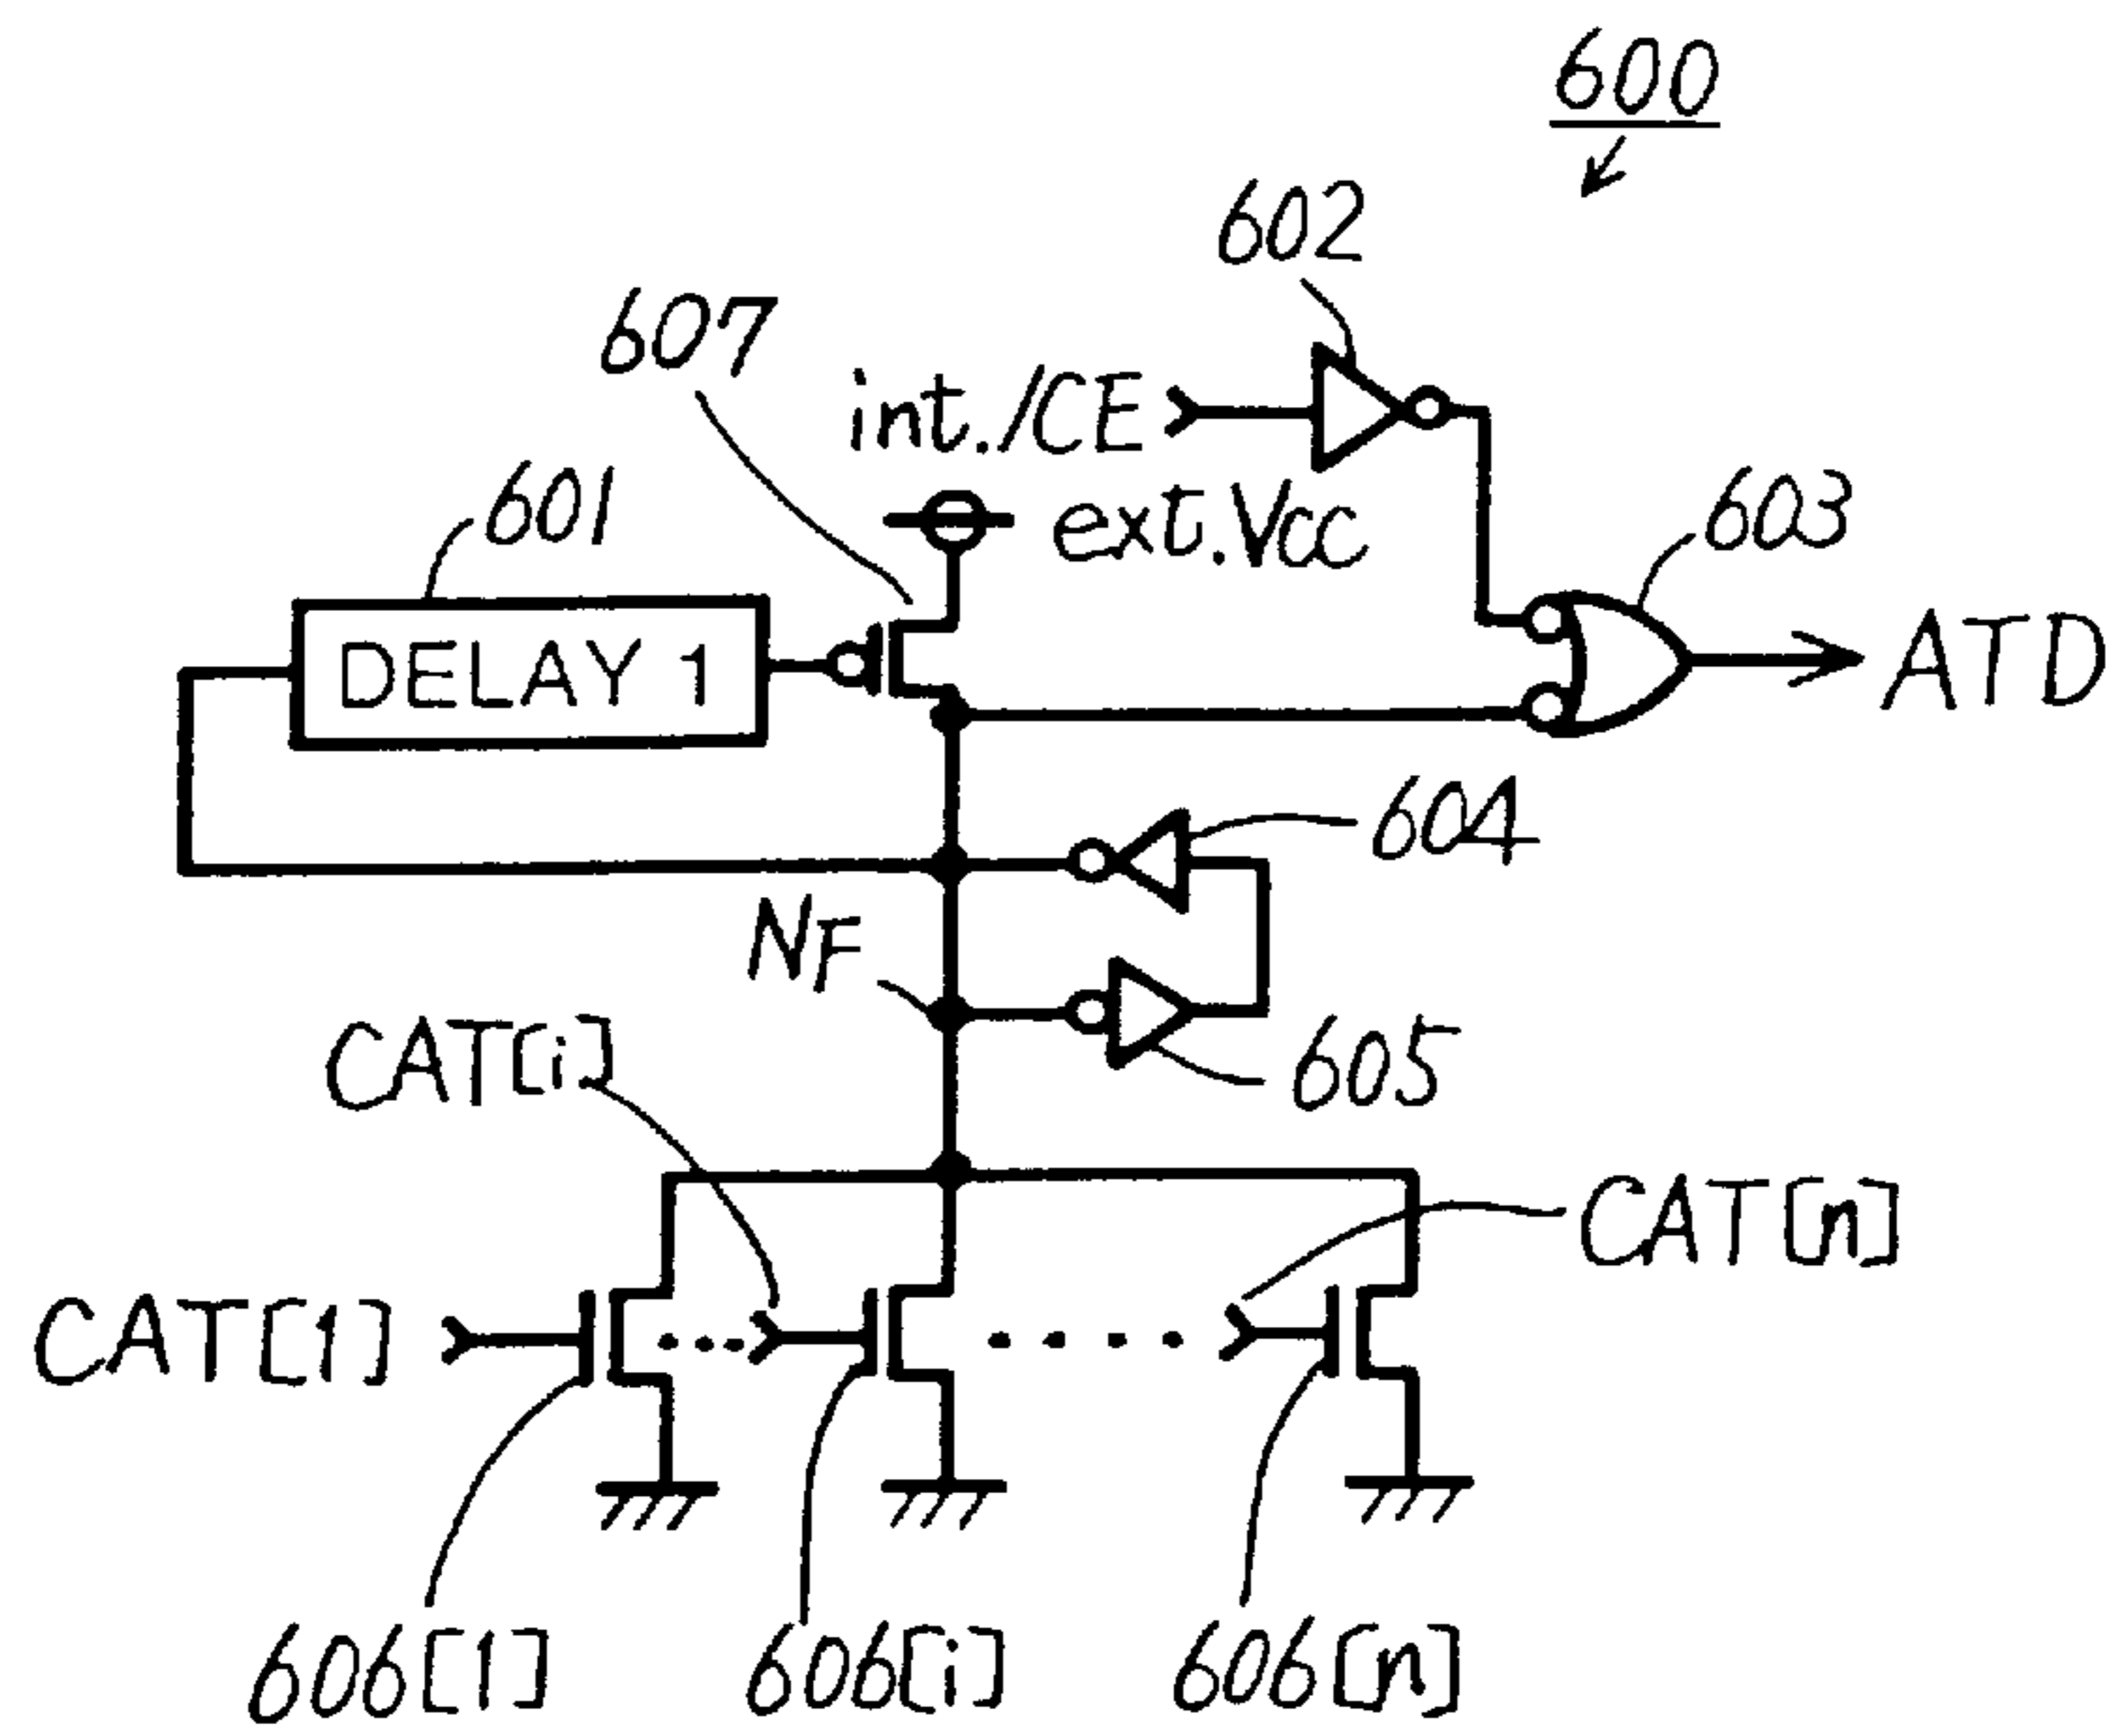 600
602
607
int./CE
601
ext.Vcc
603
DELAY 1
ATD
604
NF
CAT[i]
605
CAT[n]
CAT[1]
606[1]
606[i]
606[n]